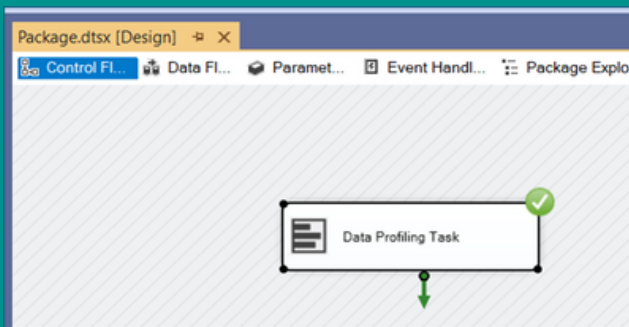 Package.dtsx [Design]
Control Fl... Data Fl... Paramet... Event Handl... Package Explo
Data Profiling Task